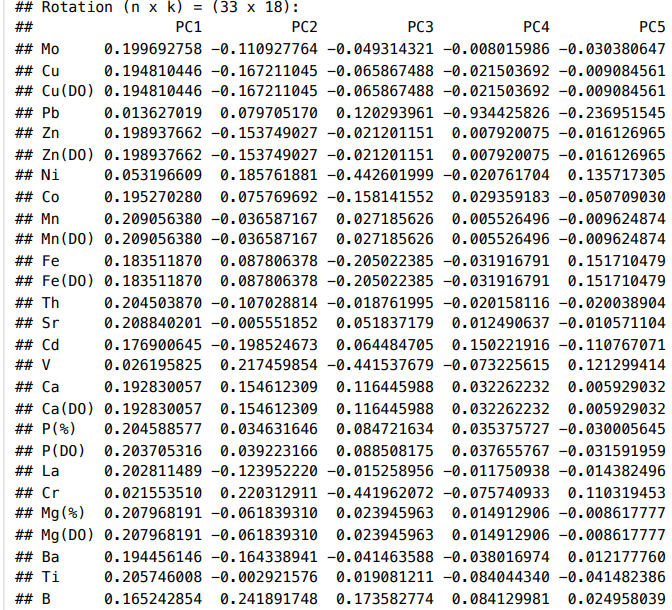 ## Rotation (n x k) = (33 x 18):
## PC1 PC2 PC3 PC4 PC5
## Mo 0.199692758 -0.110927764 -0.049314321 -0.008015986 -0.030380647
## Cu 0.194810446 -0.167211045 -0.065867488 -0.021503692 -0.009084561
## Cu(DO) 0.194810446 -0.167211045 -0.065867488 -0.021503692 -0.009084561
## Pb 0.013627019 0.079705170 0.120293961 -0.934425826 -0.236951545
## Zn 0.198937662 -0.153749027 -0.021201151 0.007920075 -0.016126965
## Zn(DO) 0.198937662 -0.153749027 -0.021201151 0.007920075 -0.016126965
## Ni 0.053196609 0.185761881 -0.442601999 -0.020761704 0.135717305
## Co 0.195270280 0.075769692 -0.158141552 0.029359183 -0.050709030
## Mn 0.209056380 -0.036587167 0.027185626 0.005526496 -0.009624874
## Mn(DO) 0.209056380 -0.036587167 0.027185626 0.005526496 -0.009624874
## Fe 0.183511870 0.087806378 -0.205022385 -0.031916791 0.151710479
## Fe(DO) 0.183511870 0.087806378 -0.205022385 -0.031916791 0.151710479
## Th 0.204503870 -0.107028814 -0.018761995 -0.020158116 -0.020038904
## Sr 0.208840201 -0.005551852 0.051837179 0.012490637 -0.010571104
## Cd 0.176900645 -0.198524673 0.064484705 0.150221916 -0.110767071
## V 0.026195825 0.217459854 -0.441537679 -0.073225615 0.121299414
## Ca 0.192830057 0.154612309 0.116445988 0.032262232 0.005929032
## Ca(DO) 0.192830057 0.154612309 0.116445988 0.032262232 0.005929032
## P(%) 0.204588577 0.034631646 0.084721634 0.035375727 -0.030005645
## P(DO) 0.203705316 0.039223166 0.088508175 0.037655767 -0.031591959
## La 0.202811489 -0.123952220 -0.015258956 -0.011750938 -0.014382496
## Cr 0.021553510 0.220312911 -0.441962072 -0.075740933 0.110319453
## Mg(%) 0.207968191 -0.061839310 0.023945963 0.014912906 -0.008617777
## Mg(DO) 0.207968191 -0.061839310 0.023945963 0.014912906 -0.008617777
## Ba 0.194456146 -0.164338941 -0.041463588 -0.038016974 0.012177760
## Ti 0.205746008 -0.002921576 0.019081211 -0.084044340 -0.041482386
## B 0.165242854 0.241891748 0.173582774 0.084129981 0.024958039